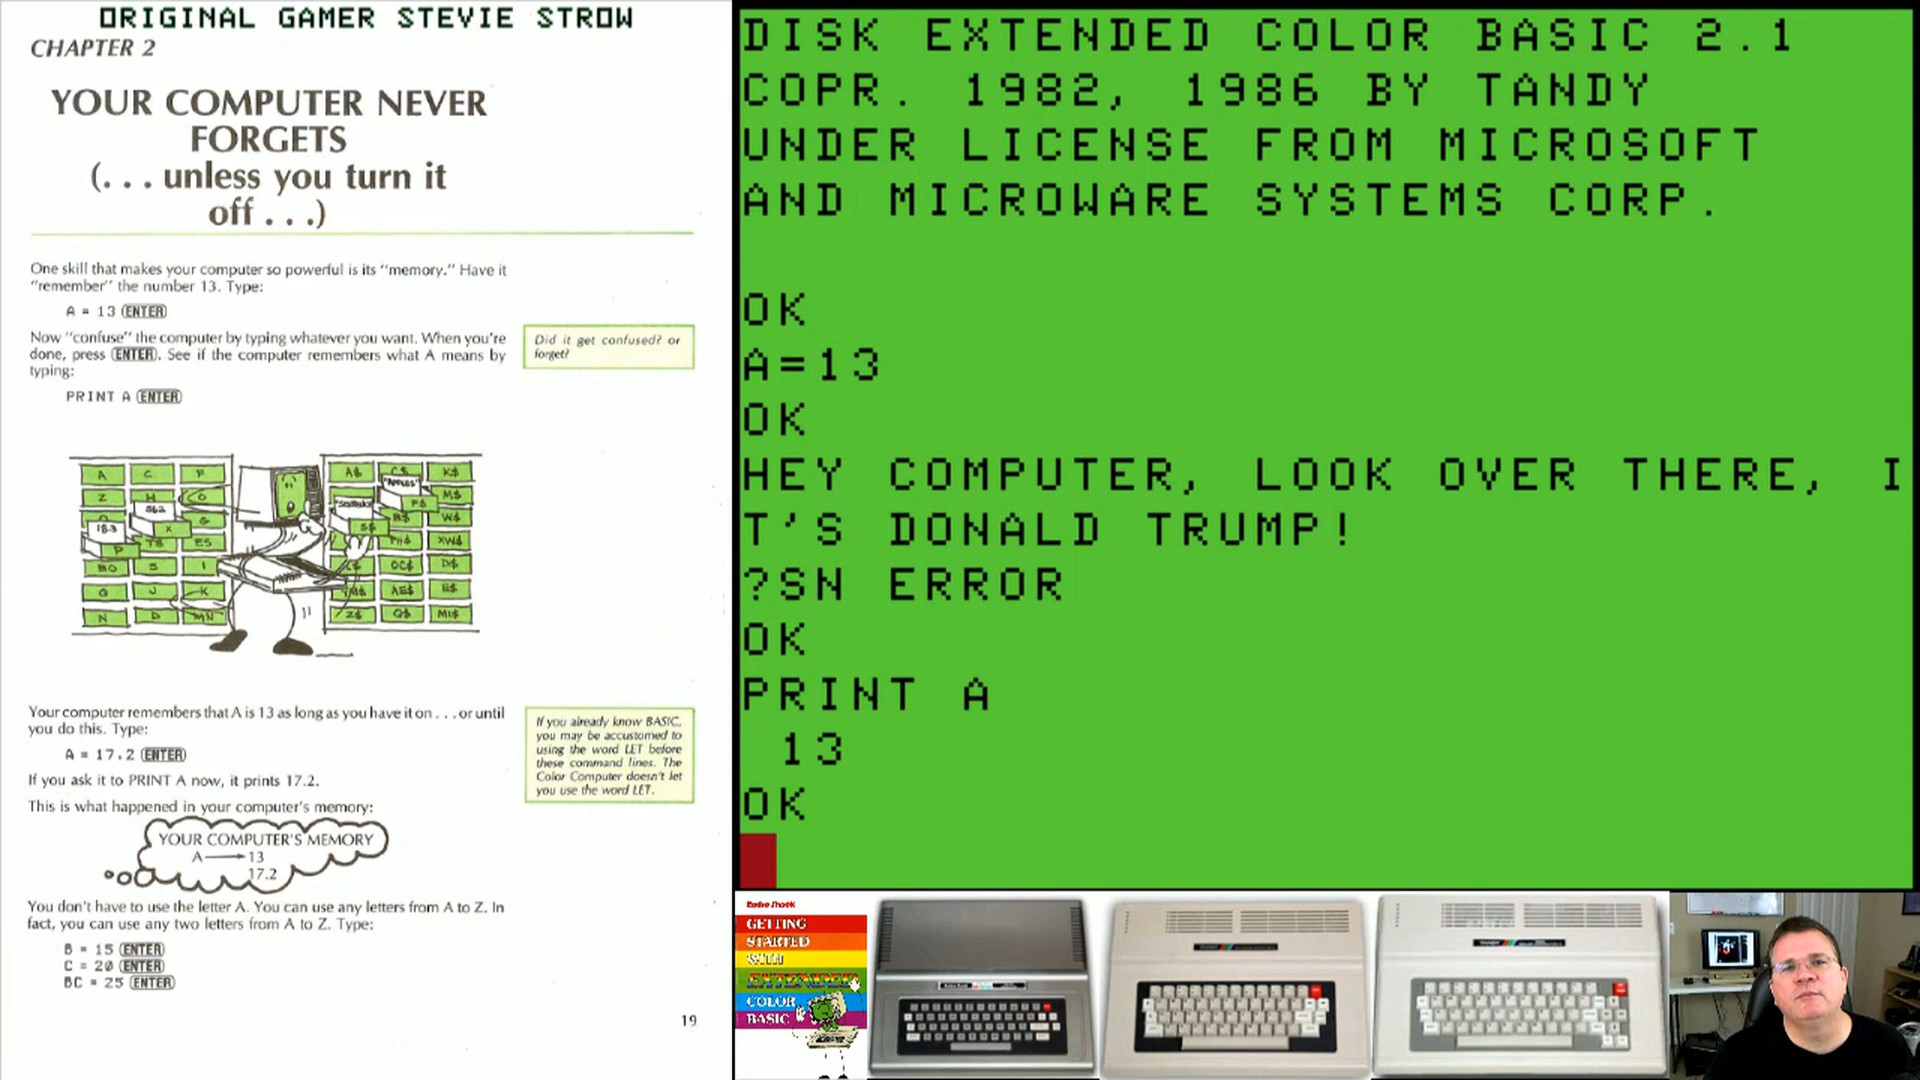 ORIGINAL GAMER STEVIE STROW
CHAPTER 2
YOUR COMPUTER NEVER
FORGETS
(. . . unless you turn it
off . . .)
One skill that makes your computer so powerful is its "memory." Have it
"remember" the number 13. Type:
A = 13 (ENTER)
Now "confuse" the computer by typing whatever you want. When you're
done, press (ENTER). See if the computer remembers what A means by
typing:
PRINT A (ENTER)
Did it get confused? or
forget?
Your computer remembers that A is 13 as long as you have it on . . . or until
you do this. Type:
A = 17.2 (ENTER)
If you ask it to PRINT A now, it prints 17.2.
This is what happened in your computer's memory:
YOUR COMPUTER'S MEMORY
A → 13
17.2
If you already know BASIC,
you may be accustomed to
using the word LET before
these command lines. The
Color Computer doesn't let
you use the word LET.
You don't have to use the letter A. You can use any letters from A to Z. In
fact, you can use any two letters from A to Z. Type:
B = 15 (ENTER)
C = 20 (ENTER)
BC = 25 (ENTER)
19
DISK EXTENDED COLOR BASIC 2.1
COPR. 1982, 1986 BY TANDY
UNDER LICENSE FROM MICROSOFT
AND MICROWARE SYSTEMS CORP.
OK
A=13
OK
HEY COMPUTER, LOOK OVER THERE, I
T'S DONALD TRUMP!
?SN ERROR
OK
PRINT A
13
OK
Radio Shack
GETTING
STARTED
WITH
EXTENDED
COLOR
BASIC